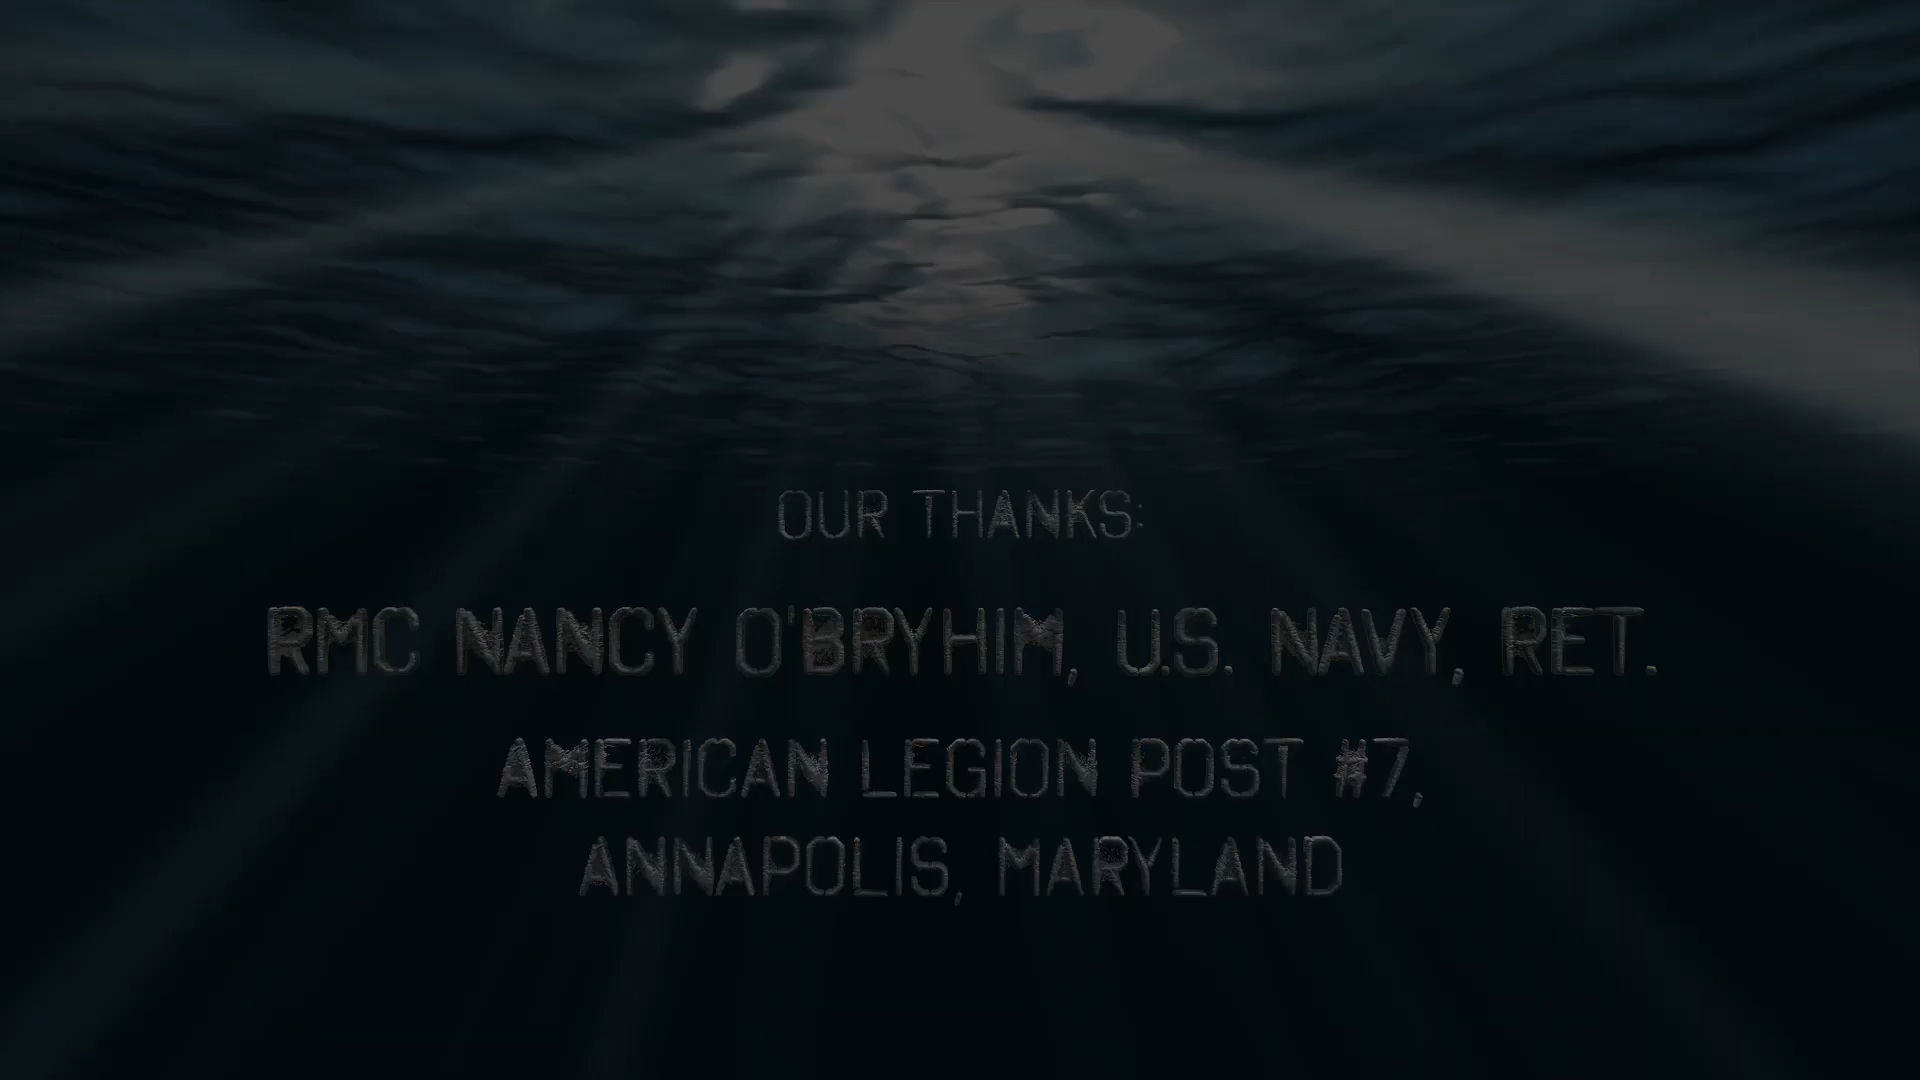 OUR THANKS:
RMC NANCY O'BRYHIM, U.S. NAVY, RET.
AMERICAN LEGION POST #7,
ANNAPOLIS, MARYLAND